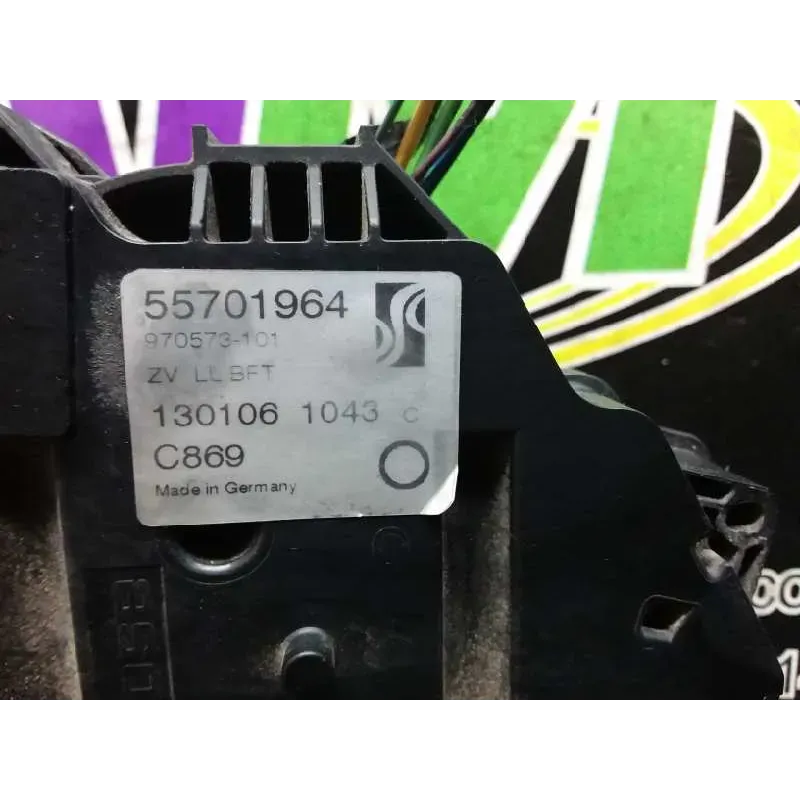 55701964
970573-101
ZV LL BFT
130106 1043 C
C869
Made in Germany
C